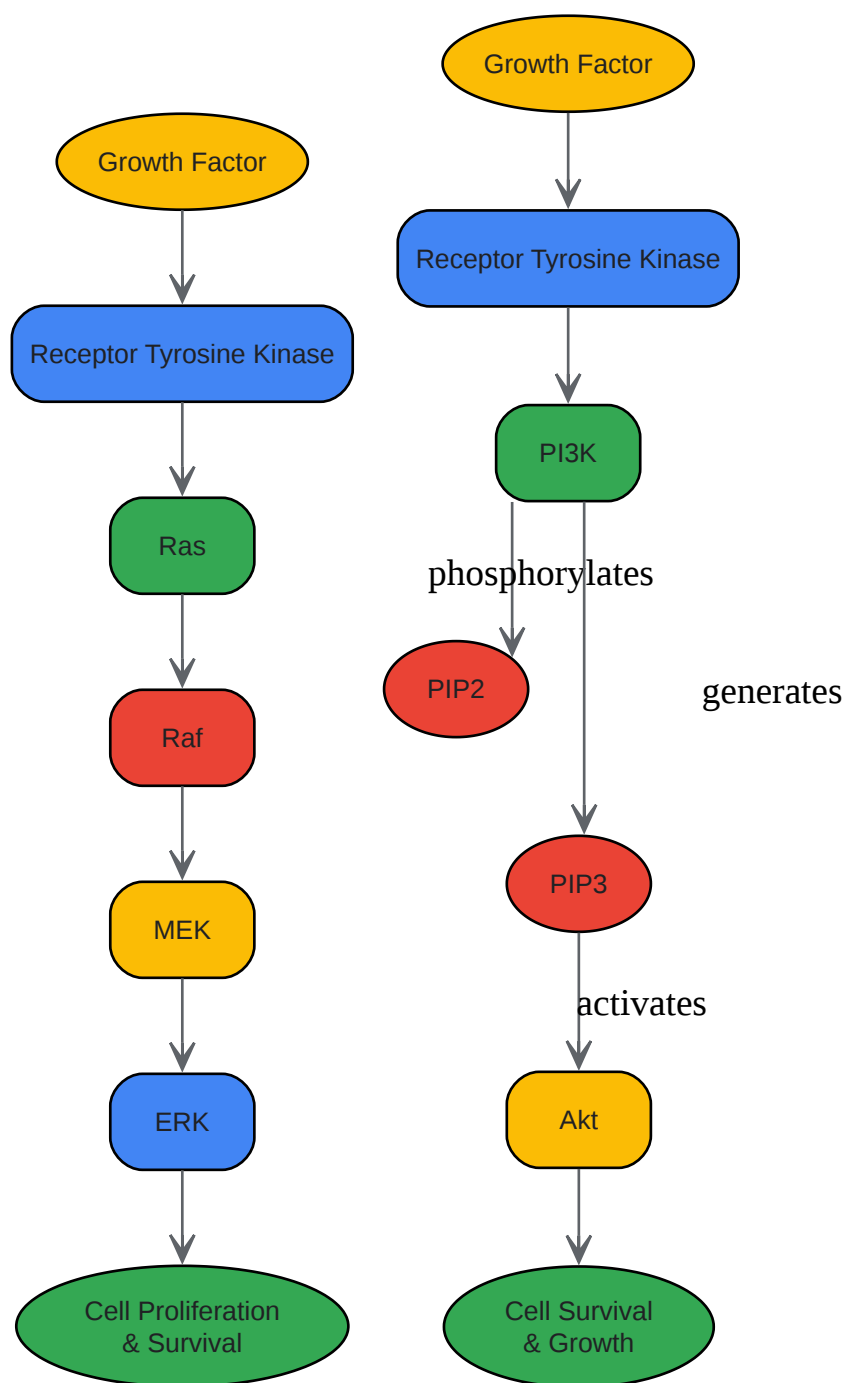 Growth Factor
Receptor Tyrosine Kinase
Ras
Raf
MEK
ERK
Cell Proliferation
& Survival
Growth Factor
Receptor Tyrosine Kinase
PI3K
phosphorylates
PIP2
generates
PIP3
activates
Akt
Cell Survival
& Growth